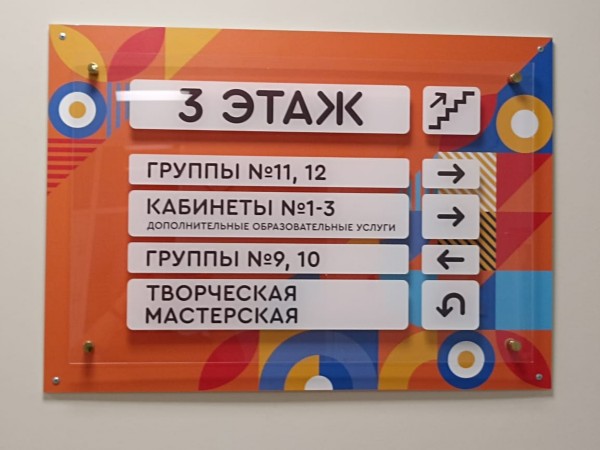 3 ЭТАЖ
ГРУППЫ №11, 12
КАБИНЕТЫ №1-3
ДОПОЛНИТЕЛЬНЫЕ ОБРАЗОВАТЕЛЬНЫЕ УСЛУГИ
ГРУППЫ №9, 10
ТВОРЧЕСКАЯ
МАСТЕРСКАЯ